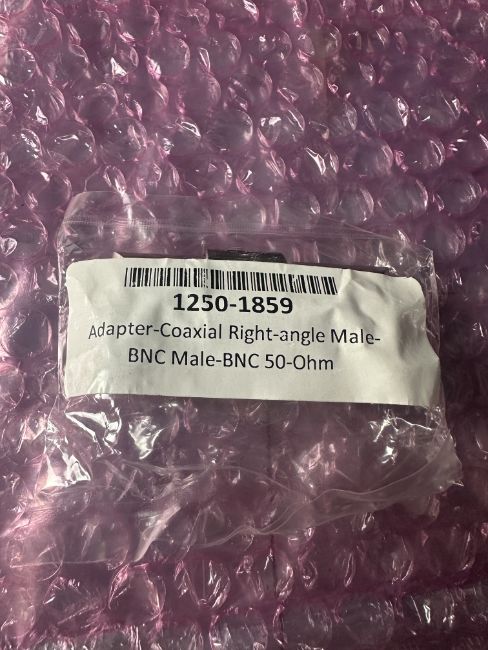 1250-1859
Adapter-Coaxial Right-angle Male-
BNC Male-BNC 50-Ohm